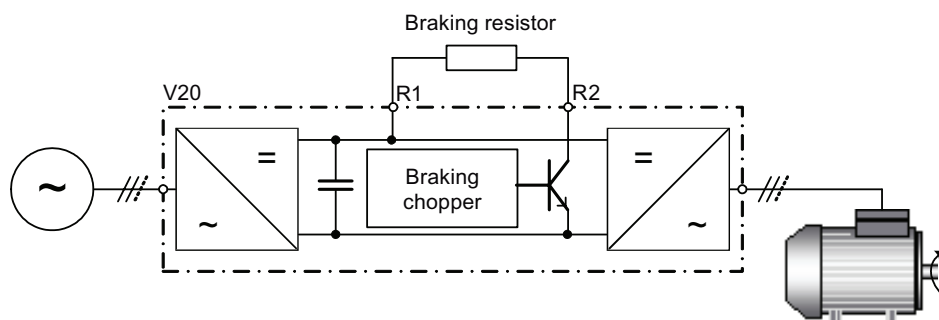 Braking resistor
V20
R1
R2
=
=
Braking
chopper
~
~
~